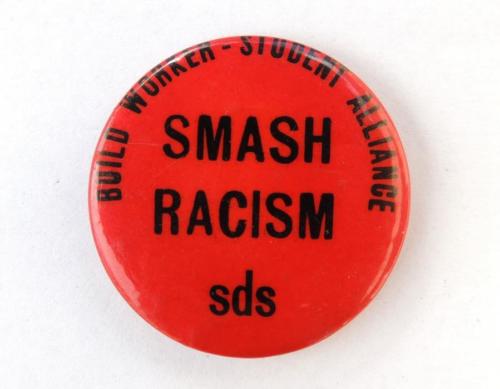 BUILD WORKER - STUDENT ALLIANCE
SMASH
RACISM
sds